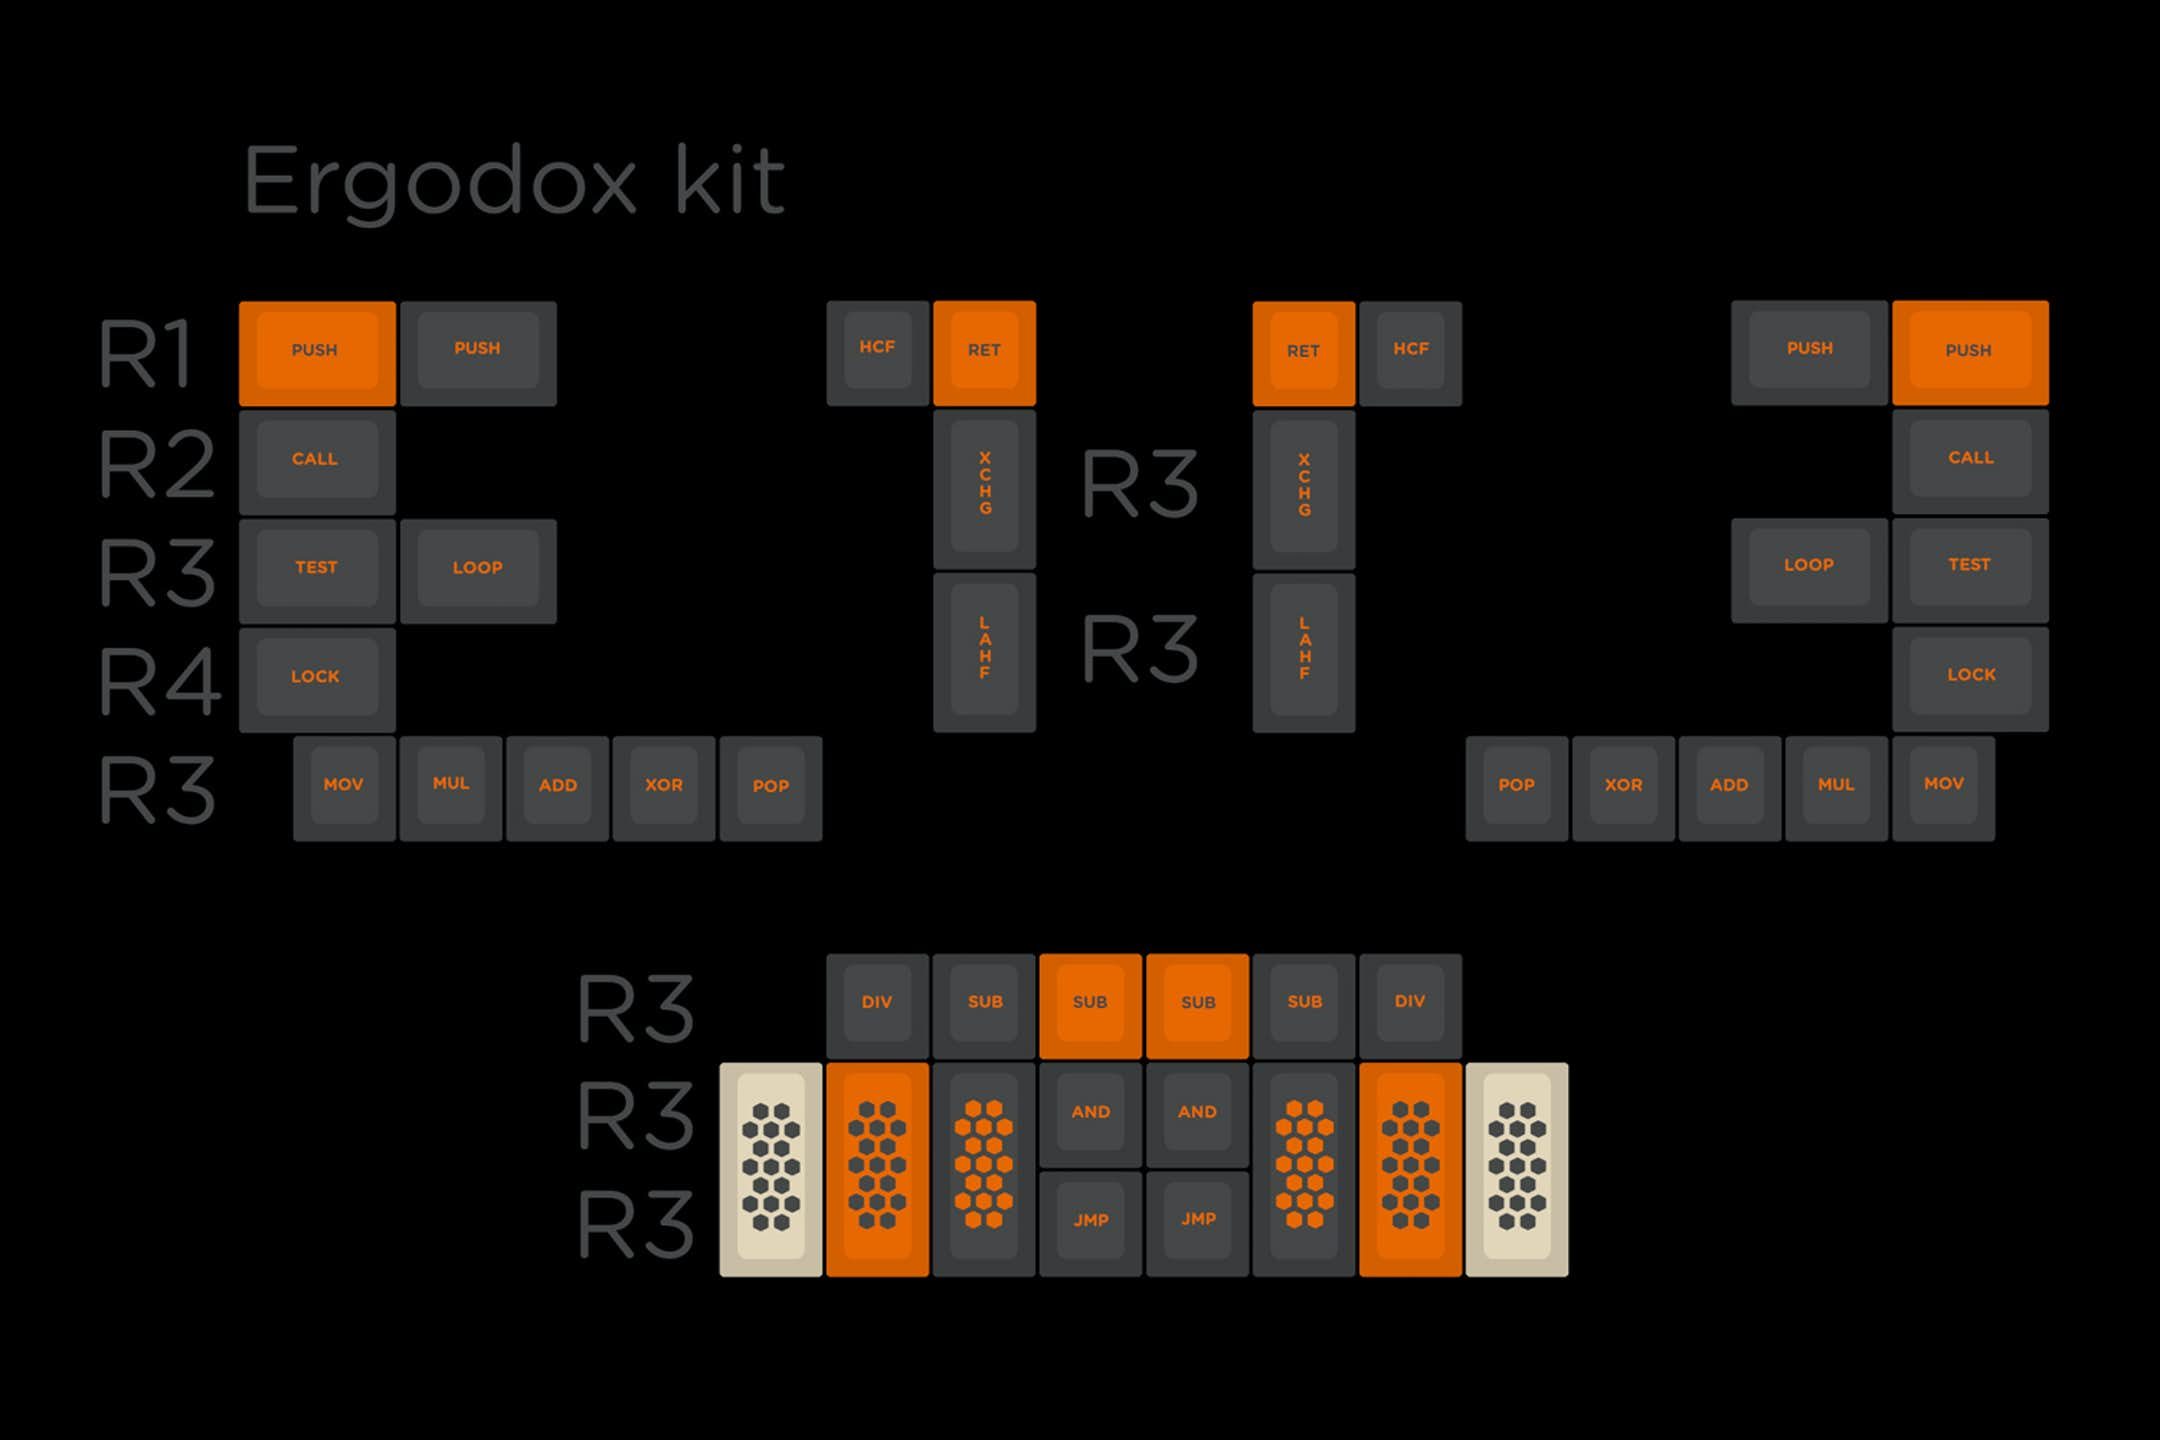 Ergodox kit
R1 PUSH PUSH HCF RET RET HCF PUSH PUSH
R2 CALL XCHG R3 XCHG CALL
R3 TEST LOOP LOOP TEST
R4 LOCK LAHF R3 LAHF LOCK
R3 MOV MUL ADD XOR POP POP XOR ADD MUL MOV
R3 DIV SUB SUB SUB SUB DIV
R3 AND AND
R3 JMP JMP